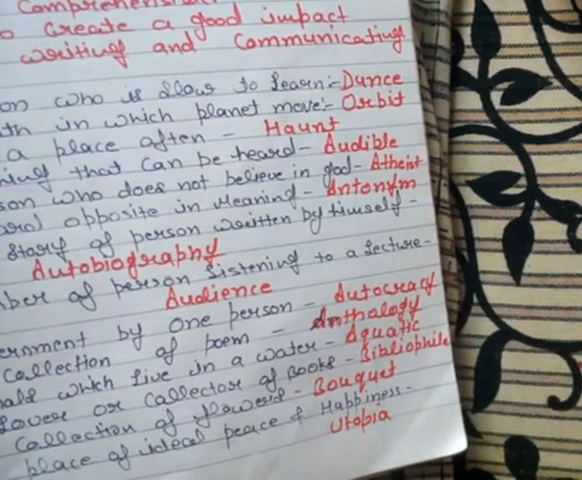 Comprehensi
o create a good impact
writing and Communicating
on who is slow to learn:- Dunce
th in which planet move:- Orbit
a place often - Haunt
hing that can be heard - Audible
son who does not believe in god - Atheist
ord opposite in Meaning - Antonym
Story of person written by himself -
Autobiography
mber of person listening to a lecture -
Audience
ernment by one person - Autocracy
Collection of poem - Anthalogy
mals which live in a water - Aquatic
Lover or Collector of Books - Bibliophile
Collection of flowers - Bouquet
place of ideal peace & Happiness -
Utopia